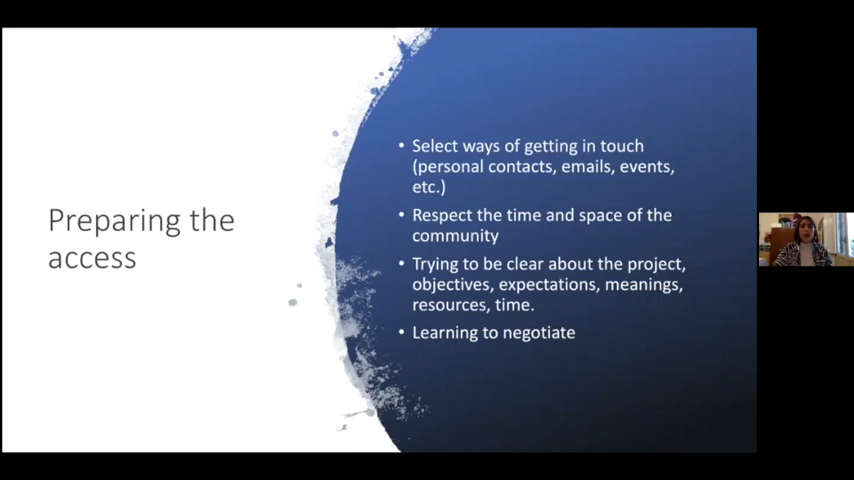 Preparing the
access
• Select ways of getting in touch
(personal contacts, emails, events,
etc.)
• Respect the time and space of the
community
• Trying to be clear about the project,
objectives, expectations, meanings,
resources, time.
• Learning to negotiate